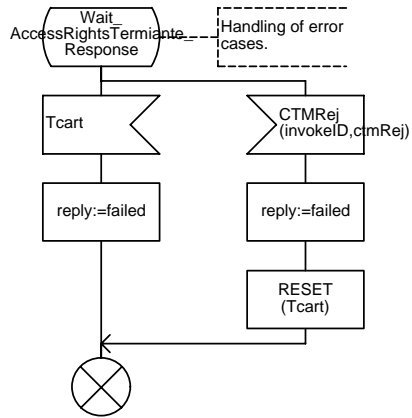 Wait_
AccessRightsTermiante_
Response
Handling of error
cases.
Tcart
CTMRej
(invokeID,ctmRej)
reply:=failed
reply:=failed
RESET
(Tcart)